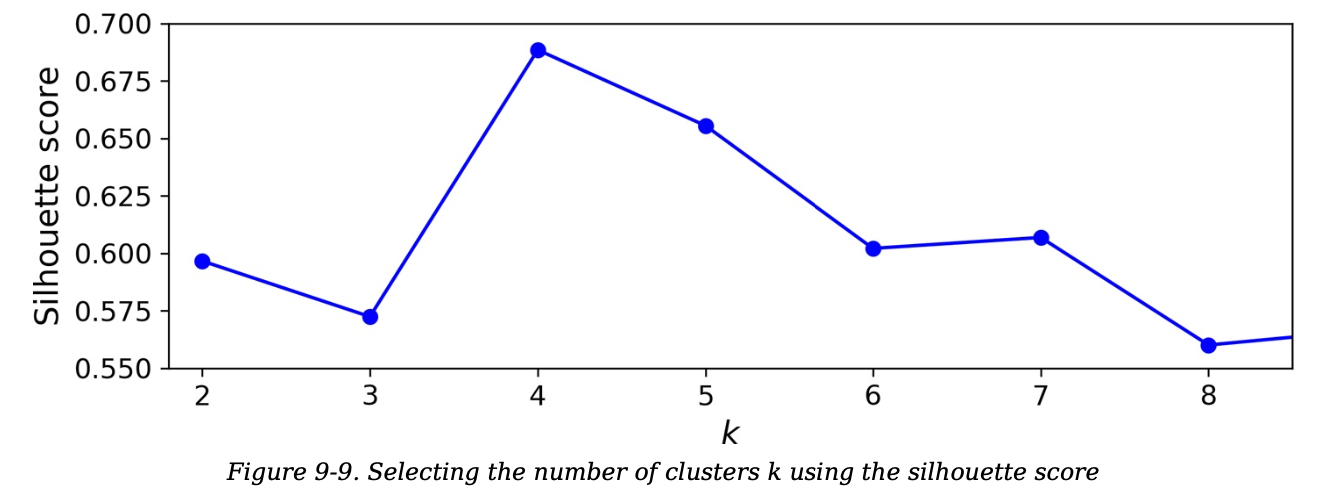 0.700
0.675
0.650
0.625
0.600
0.575
0.550
Silhouette score
2 3 4 5 6 7 8
k
Figure 9-9. Selecting the number of clusters k using the silhouette score